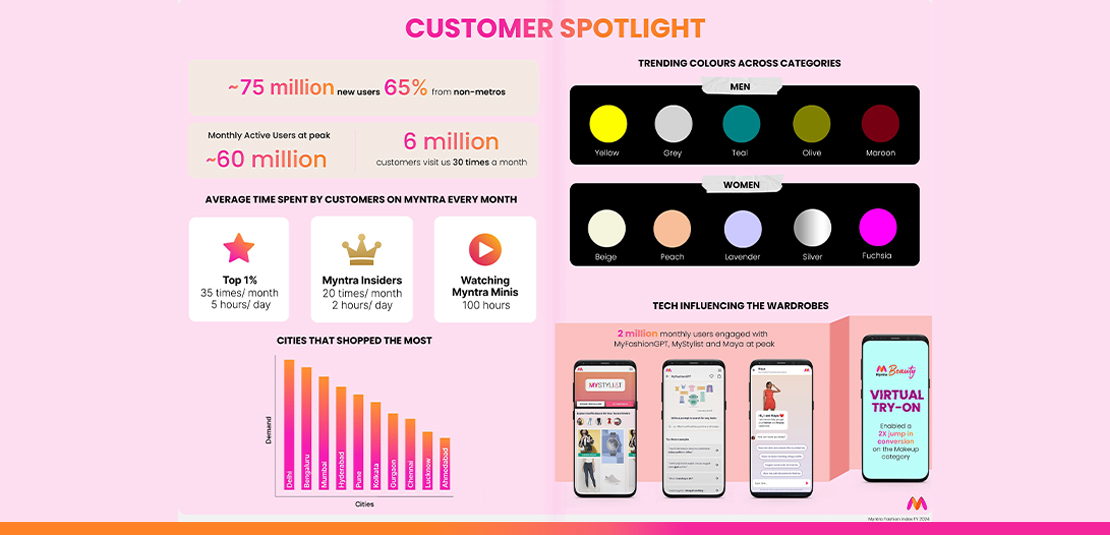 CUSTOMER SPOTLIGHT
~75 million new users 65% from non-metros
Monthly Active Users at peak
~60 million
6 million
customers visit us 30 times a month
AVERAGE TIME SPENT BY CUSTOMERS ON MYNTRA EVERY MONTH
Top 1%
35 times/ month
5 hours/ day
Myntra Insiders
20 times/ month
2 hours/ day
Watching
Myntra Minis
100 hours
CITIES THAT SHOPPED THE MOST
Demand
Delhi
Bengaluru
Mumbai
Hyderabad
Pune
Kolkata
Gurgaon
Chennai
Lucknow
Ahmedabad
Cities
TRENDING COLOURS ACROSS CATEGORIES
MEN
Yellow
Grey
Teal
Olive
Maroon
WOMEN
Beige
Peach
Lavender
Silver
Fuchsia
TECH INFLUENCING THE WARDROBES
2 million monthly users engaged with
MyFashionGPT, MyStylist and Maya at peak
MYSTYLIST
MyFashionGPT
Maya
Hi, I am Maya
Myntra Beauty
VIRTUAL
TRY-ON
Enabled a
2X jump in
conversion
on the Makeup
category
Myntra Fashion Index FY 2024